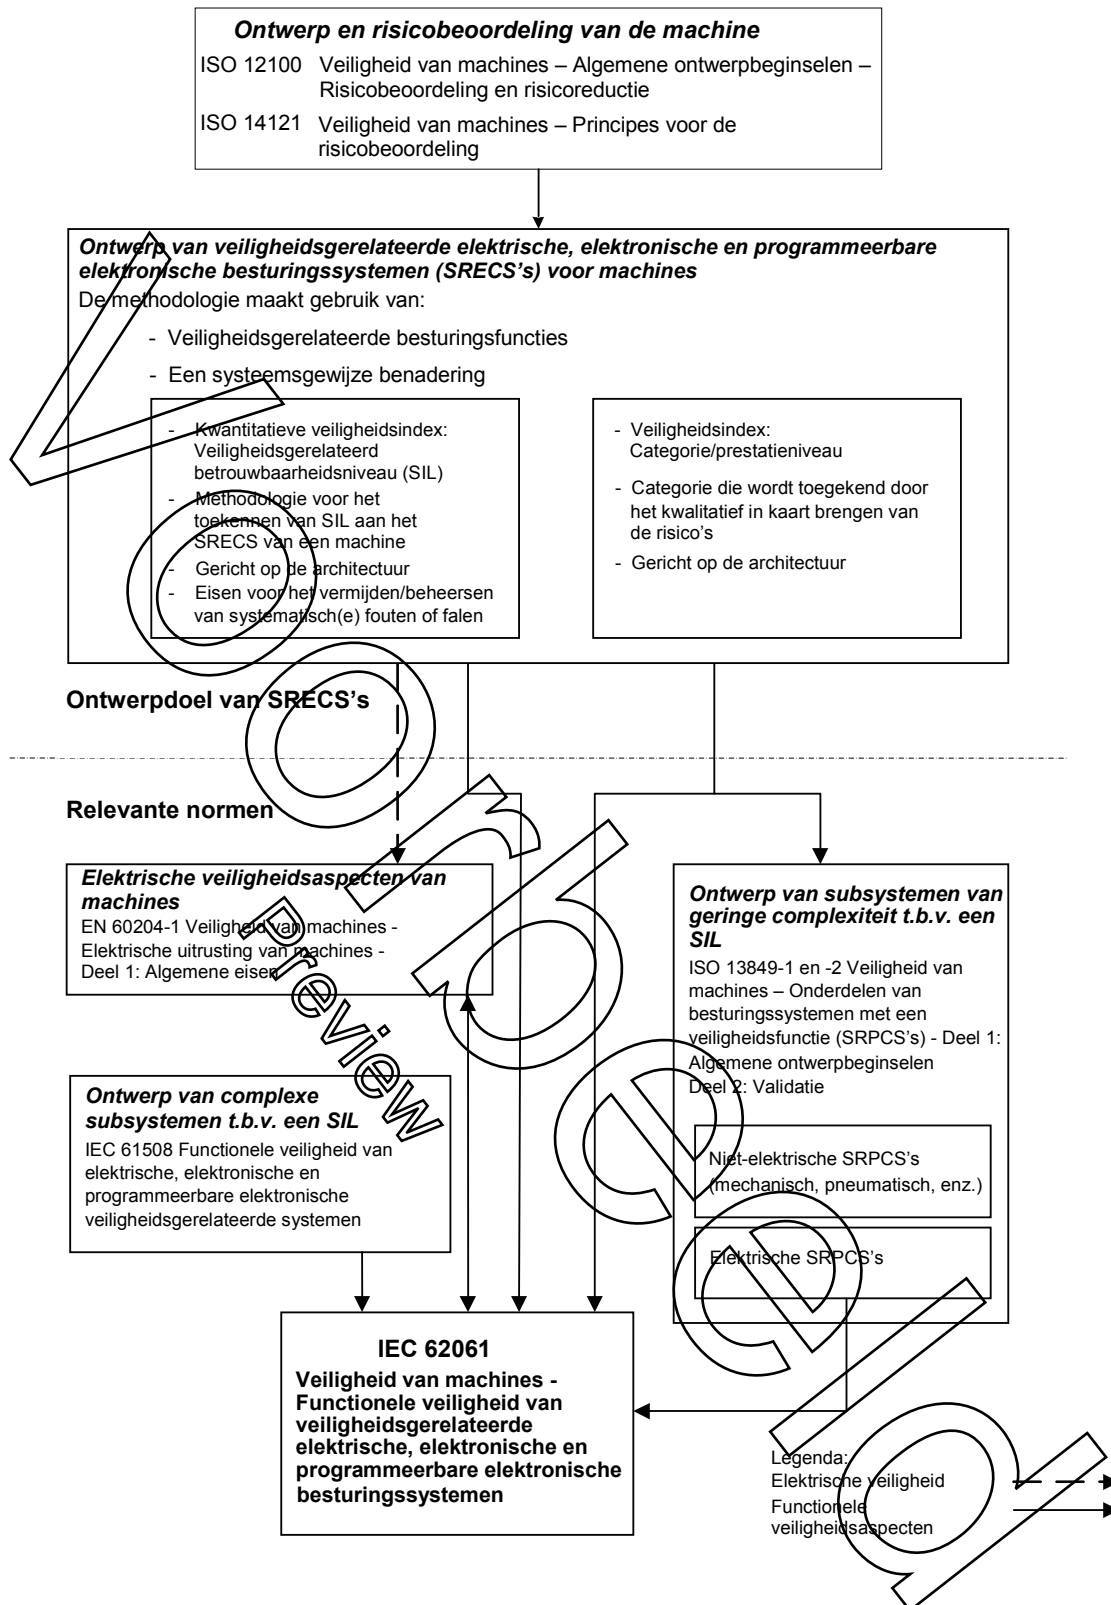 Ontwerp en risicobeoordeling van de machine
ISO 12100 Veiligheid van machines – Algemene ontwerpbeginselen –
Risicobeoordeling en risicoreductie
ISO 14121 Veiligheid van machines – Principes voor de
risicobeoordeling
Ontwerp van veiligheidsgerelateerde elektrische, elektronische en programmeerbare
elektronische besturingssystemen (SRECS's) voor machines
De methodologie maakt gebruik van:
- Veiligheidsgerelateerde besturingsfuncties
- Een systeemsgewijze benadering
- Kwantitatieve veiligheidsindex:
Veiligheidsgerelateerd
betrouwbaarheidsniveau (SIL)
- Methodologie voor het
toekennen van SIL aan het
SRECS van een machine
- Gericht op de architectuur
- Eisen voor het vermijden/beheersen
van systematisch(e) fouten of falen
- Veiligheidsindex:
Categorie/prestatieniveau
- Categorie die wordt toegekend door
het kwalitatief in kaart brengen van
de risico's
- Gericht op de architectuur
Ontwerpdoel van SRECS's
Relevante normen
Elektrische veiligheidsaspecten van
machines
EN 60204-1 Veiligheid van machines -
Elektrische uitrusting van machines -
Deel 1: Algemene eisen
Ontwerp van complexe
subsystemen t.b.v. een SIL
IEC 61508 Functionele veiligheid van
elektrische, elektronische en
programmeerbare elektronische
veiligheidsgerelateerde systemen
Ontwerp van subsystemen van
geringe complexiteit t.b.v. een
SIL
ISO 13849-1 en -2 Veiligheid van
machines – Onderdelen van
besturingssystemen met een
veiligheidsfunctie (SRPCS's) - Deel 1:
Algemene ontwerpbeginselen
Deel 2: Validatie
Niet-elektrische SRPCS's
(mechanisch, pneumatisch, enz.)
Elektrische SRPCS's
IEC 62061
Veiligheid van machines -
Functionele veiligheid van
veiligheidsgerelateerde
elektrische, elektronische en
programmeerbare elektronische
besturingssystemen
Legenda:
Elektrische veiligheid
Functionele
veiligheidsaspecten
Voorbeeld
Preview